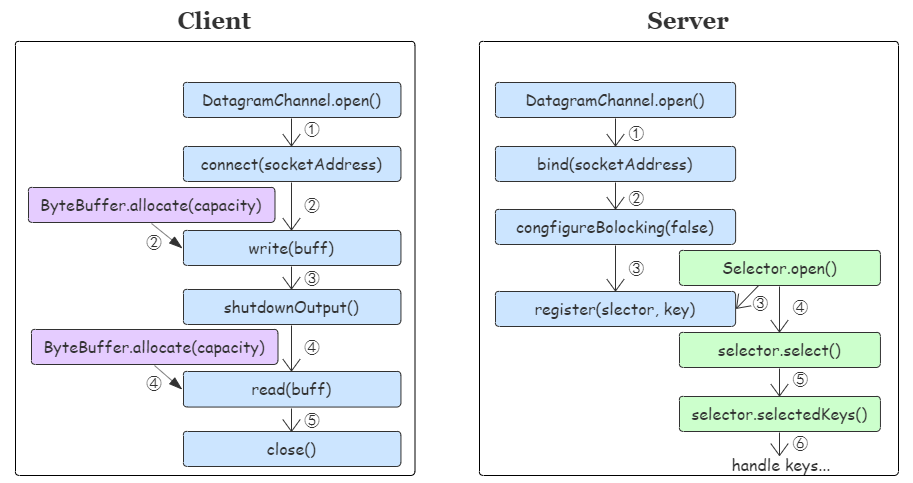 Client
DatagramChannel.open()
①
connect(socketAddress)
②
ByteBuffer.allocate(capacity)
②
write(buff)
③
shutdownOutput()
④
ByteBuffer.allocate(capacity)
④
read(buff)
⑤
close()
Server
DatagramChannel.open()
①
bind(socketAddress)
②
congfigureBolocking(false)
③
Selector.open()
③
④
register(slector, key)
selector.select()
⑤
selector.selectedKeys()
⑥
handle keys...